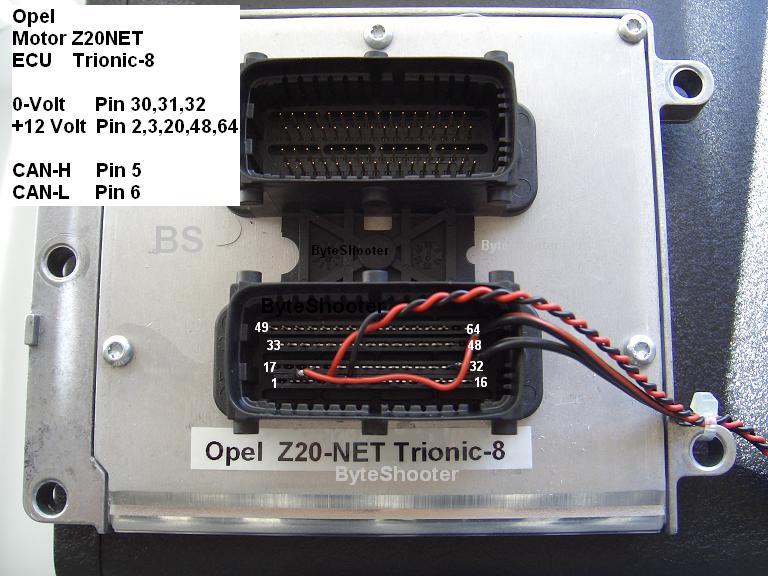 Opel
Motor Z20NET
ECU Trionic-8
0-Volt Pin 30,31,32
+12 Volt Pin 2,3,20,48,64
CAN-H Pin 5
CAN-L Pin 6
BS
ByteShooter
ByteShooter
ByteShooter
49 64
33 48
17 32
1 16
Opel Z20-NET Trionic-8
ByteShooter